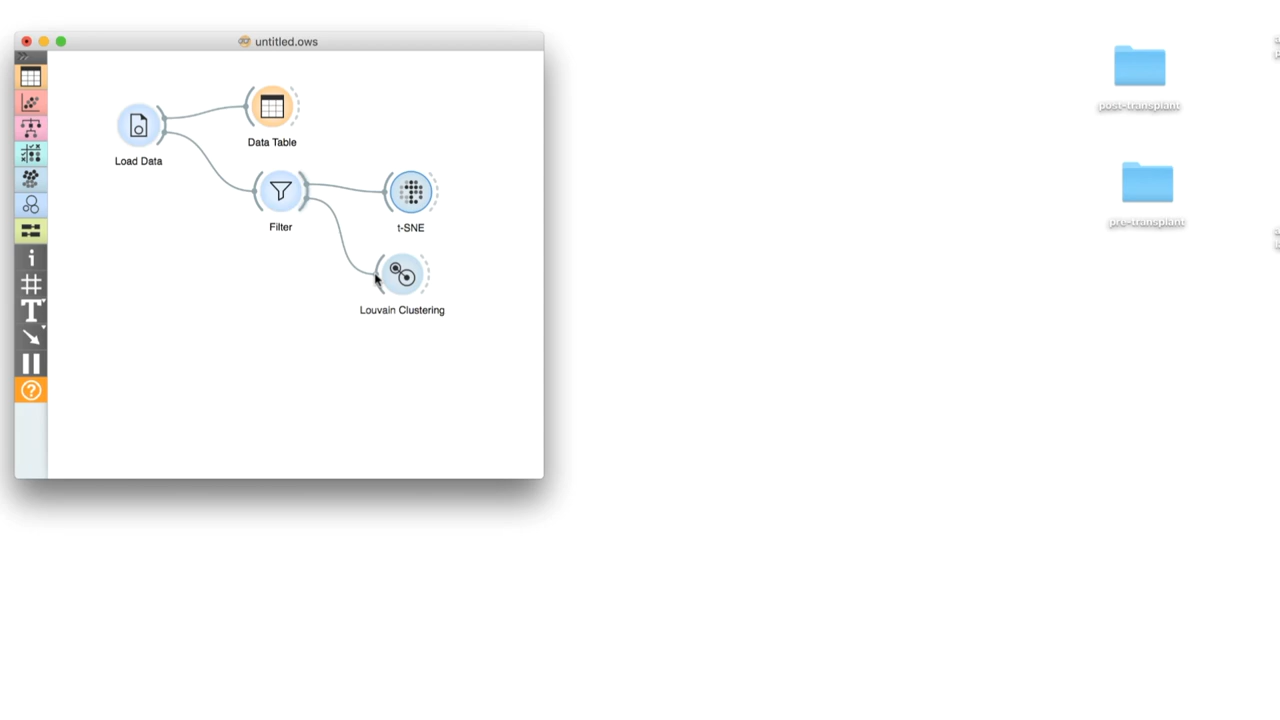 untitled.ows
Load Data
Data Table
Filter
t-SNE
Louvain Clustering
T
?
post-transplant
pre-transplant